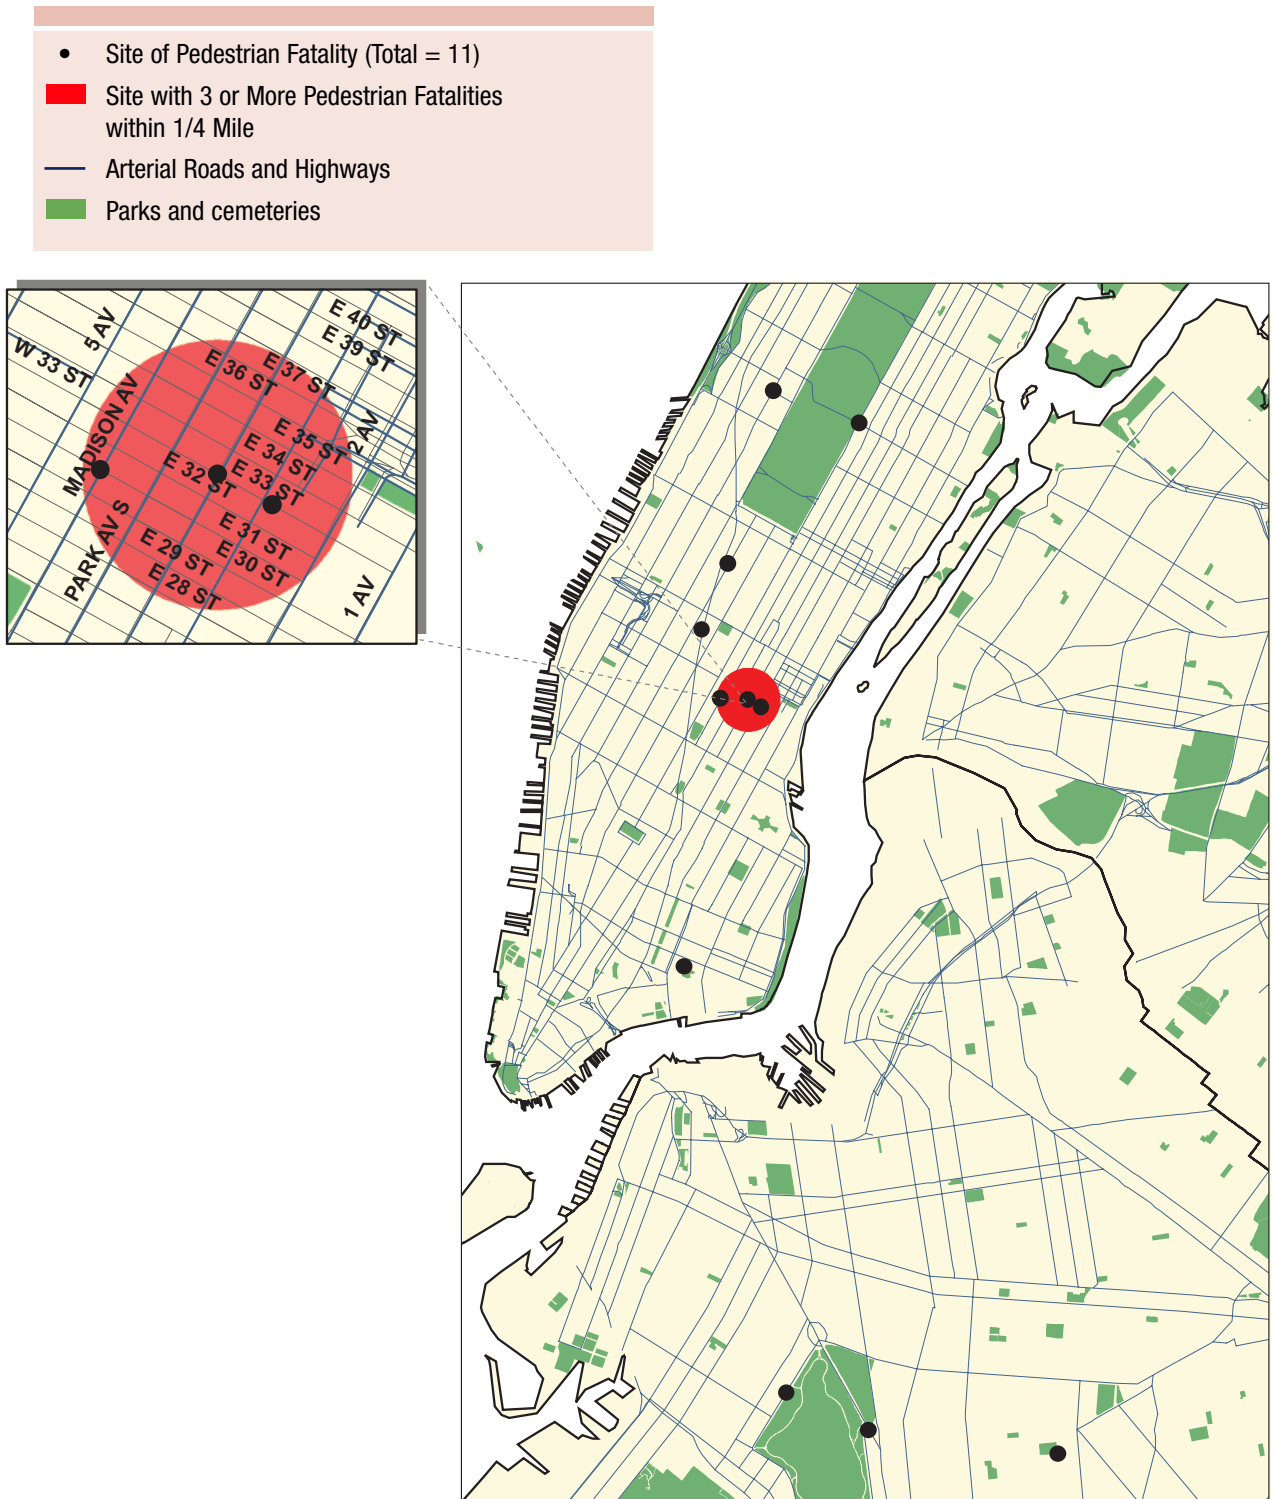 Site of Pedestrian Fatality (Total = 11)
Site with 3 or More Pedestrian Fatalities
within 1/4 Mile
Arterial Roads and Highways
Parks and cemeteries
5 AV
E 40 ST
E 39 ST
W 33 ST
E 36 ST
E 37 ST
MADISON AV
E 35 ST
2 AV
E 34 ST
E 33 ST
E 32 ST
PARK AV S
E 31 ST
E 30 ST
E 29 ST
E 28 ST
1 AV